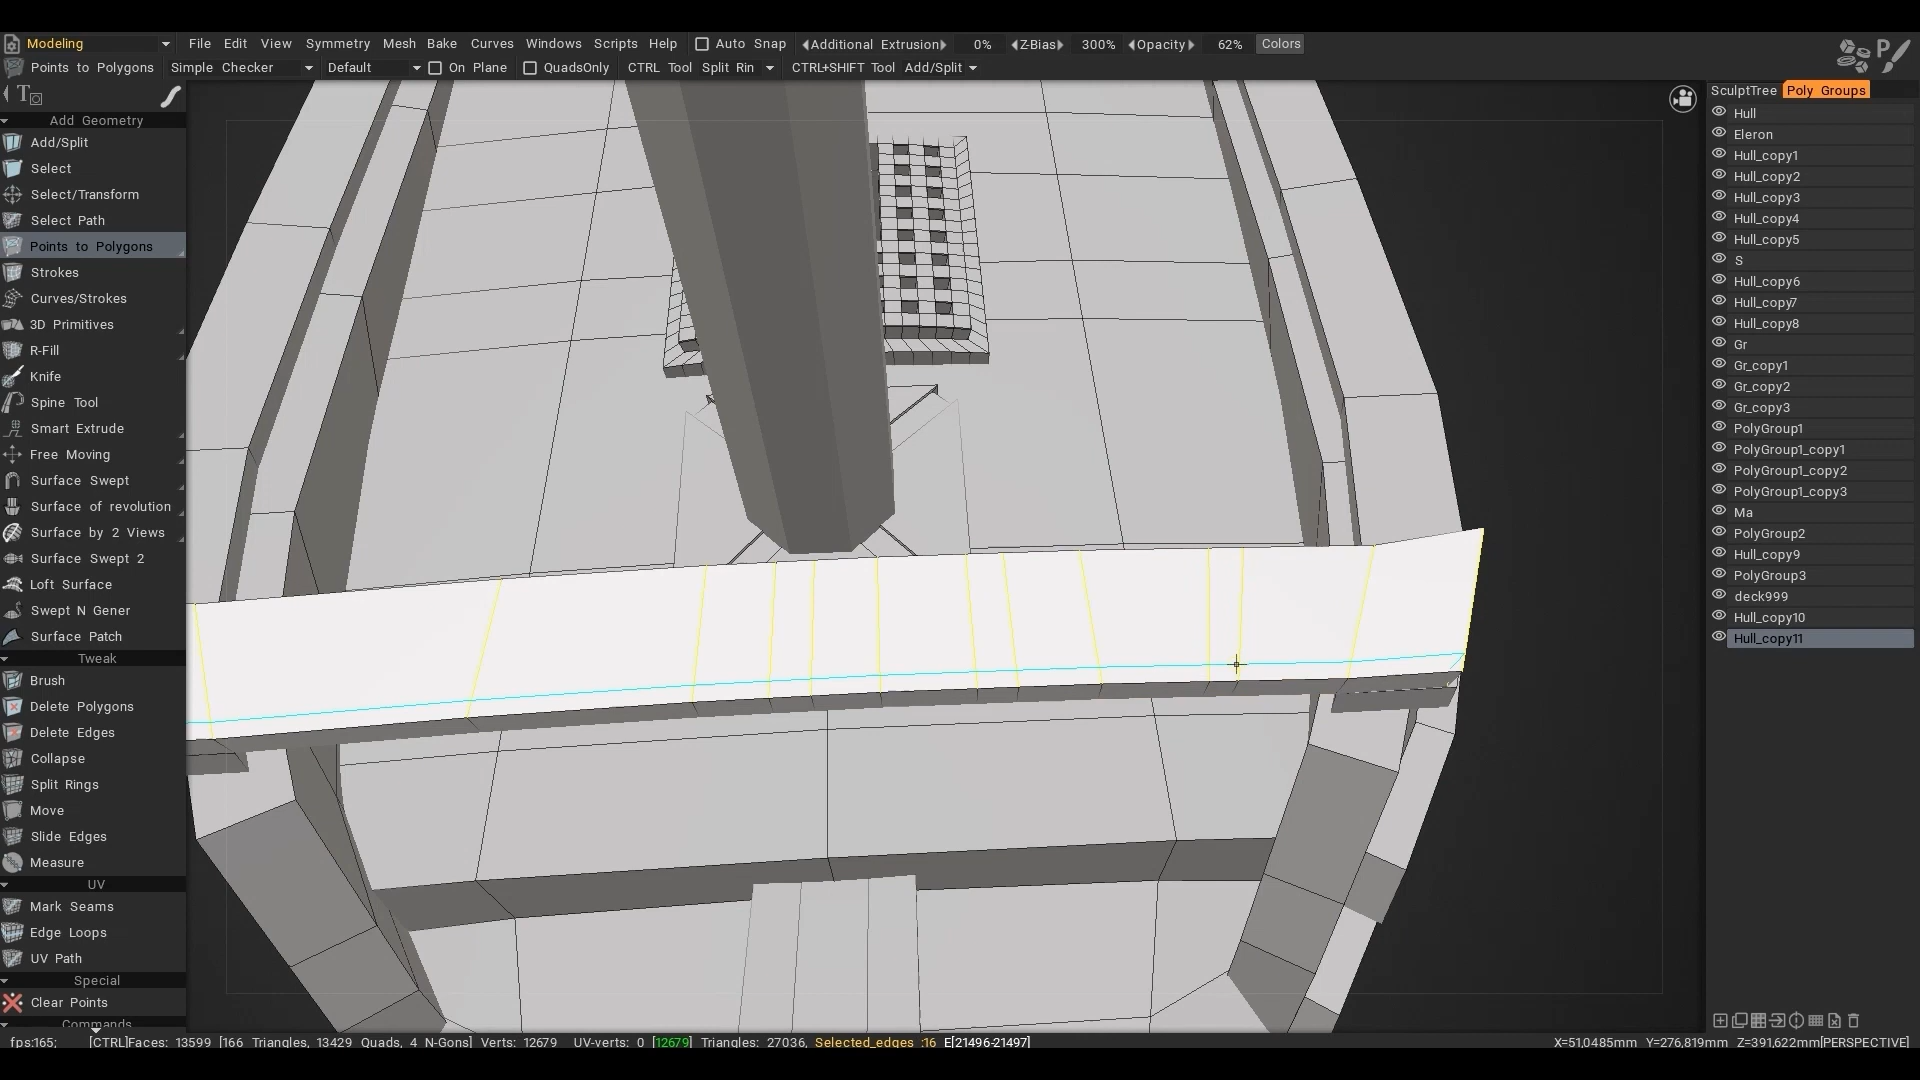 Modeling File Edit View Symmetry Mesh Bake Curves Windows Scripts Help Auto Snap Additional Extrusion 0% Z-Bias 300% Opacity 62% Colors
Points to Polygons Simple Checker Default On Plane QuadsOnly CTRL Tool Split Rin CTRL+SHIFT Tool Add/Split
Add Geometry
Add/Split
Select
Select/Transform
Select Path
Points to Polygons
Strokes
Curves/Strokes
3D Primitives
R-Fill
Knife
Spine Tool
Smart Extrude
Free Moving
Surface Swept
Surface of revolution
Surface by 2 Views
Surface Swept 2
Loft Surface
Swept N Gener
Surface Patch
Tweak
Brush
Delete Polygons
Delete Edges
Collapse
Split Rings
Move
Slide Edges
Measure
UV
Mark Seams
Edge Loops
UV Path
Special
Clear Points
Commands
SculptTree Poly Groups
Hull
Eleron
Hull_copy1
Hull_copy2
Hull_copy3
Hull_copy4
Hull_copy5
S
Hull_copy6
Hull_copy7
Hull_copy8
Gr
Gr_copy1
Gr_copy2
Gr_copy3
PolyGroup1
PolyGroup1_copy1
PolyGroup1_copy2
PolyGroup1_copy3
Ma
PolyGroup2
Hull_copy9
PolyGroup3
deck999
Hull_copy10
Hull_copy11
fps:165; [CTRL]Faces: 13599 [166 Triangles, 13429 Quads, 4 N-Gons] Verts: 12679 UV-verts: 0 [12679] Triangles: 27036, Selected_edges :16 E[21496-21497] X=51,0485mm Y=276,819mm Z=391,622mm[PERSPECTIVE]